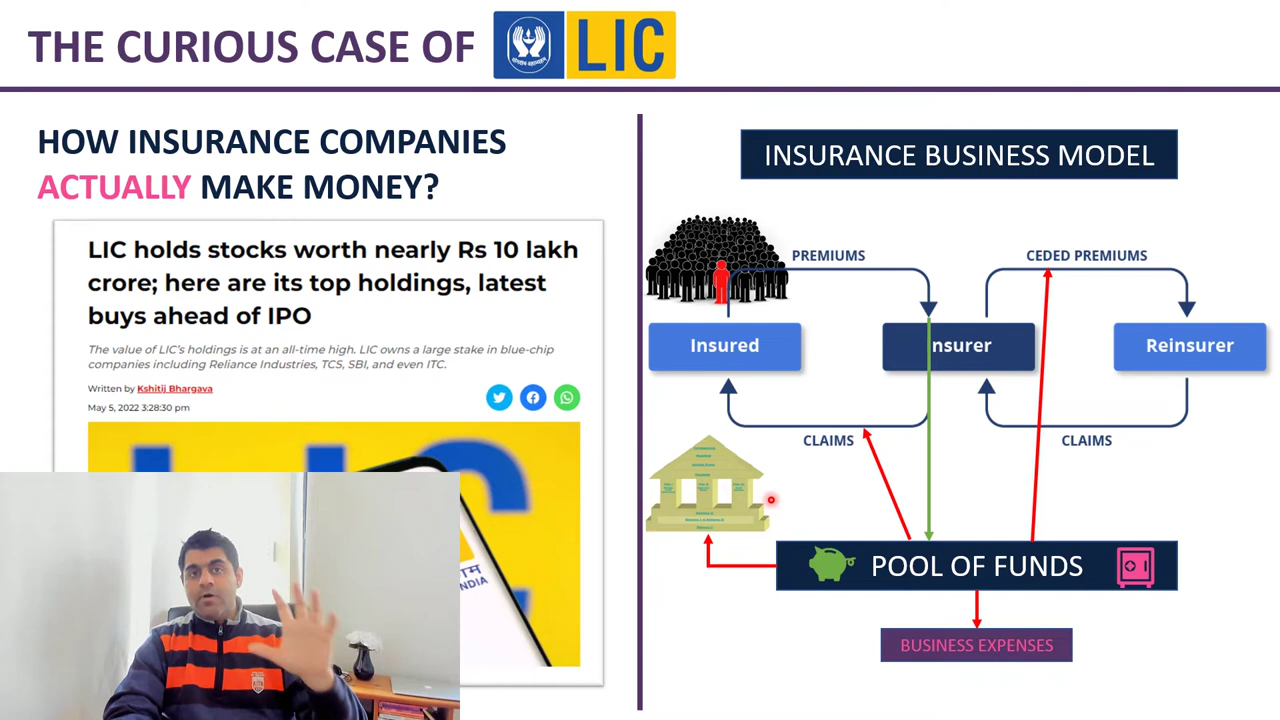 THE CURIOUS CASE OF
LIC
HOW INSURANCE COMPANIES
ACTUALLY MAKE MONEY?
LIC holds stocks worth nearly Rs 10 lakh
crore; here are its top holdings, latest
buys ahead of IPO
The value of LIC's holdings is at an all-time high. LIC owns a large stake in blue-chip
companies including Reliance Industries, TCS, SBI, and even ITC.
Written by Kshitij Bhargava
May 5, 2022 3:28:30 pm
INDIA
INSURANCE BUSINESS MODEL
PREMIUMS
CEDED PREMIUMS
Insured
nsurer
Reinsurer
CLAIMS
CLAIMS
POOL OF FUNDS
BUSINESS EXPENSES